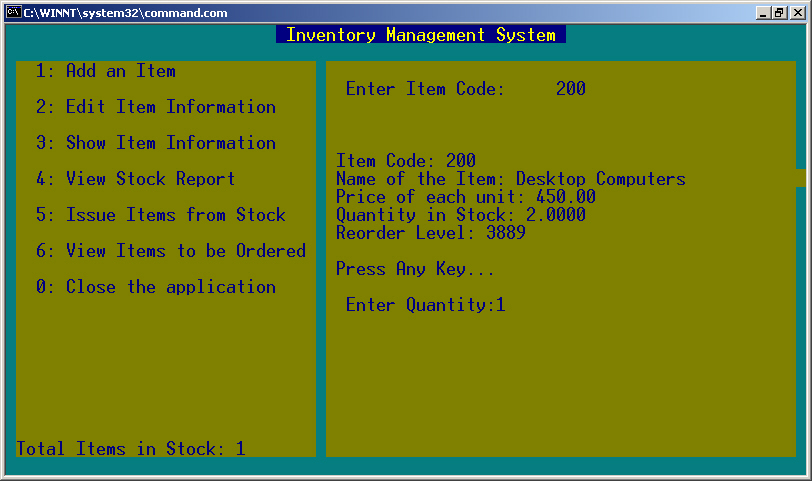 C:\WINNT\system32\command.com
Inventory Management System
1: Add an Item
2: Edit Item Information
3: Show Item Information
4: View Stock Report
5: Issue Items from Stock
6: View Items to be Ordered
0: Close the application
Total Items in Stock: 1
Enter Item Code: 200
Item Code: 200
Name of the Item: Desktop Computers
Price of each unit: 450.00
Quantity in Stock: 2.0000
Reorder Level: 3889
Press Any Key...
Enter Quantity:1